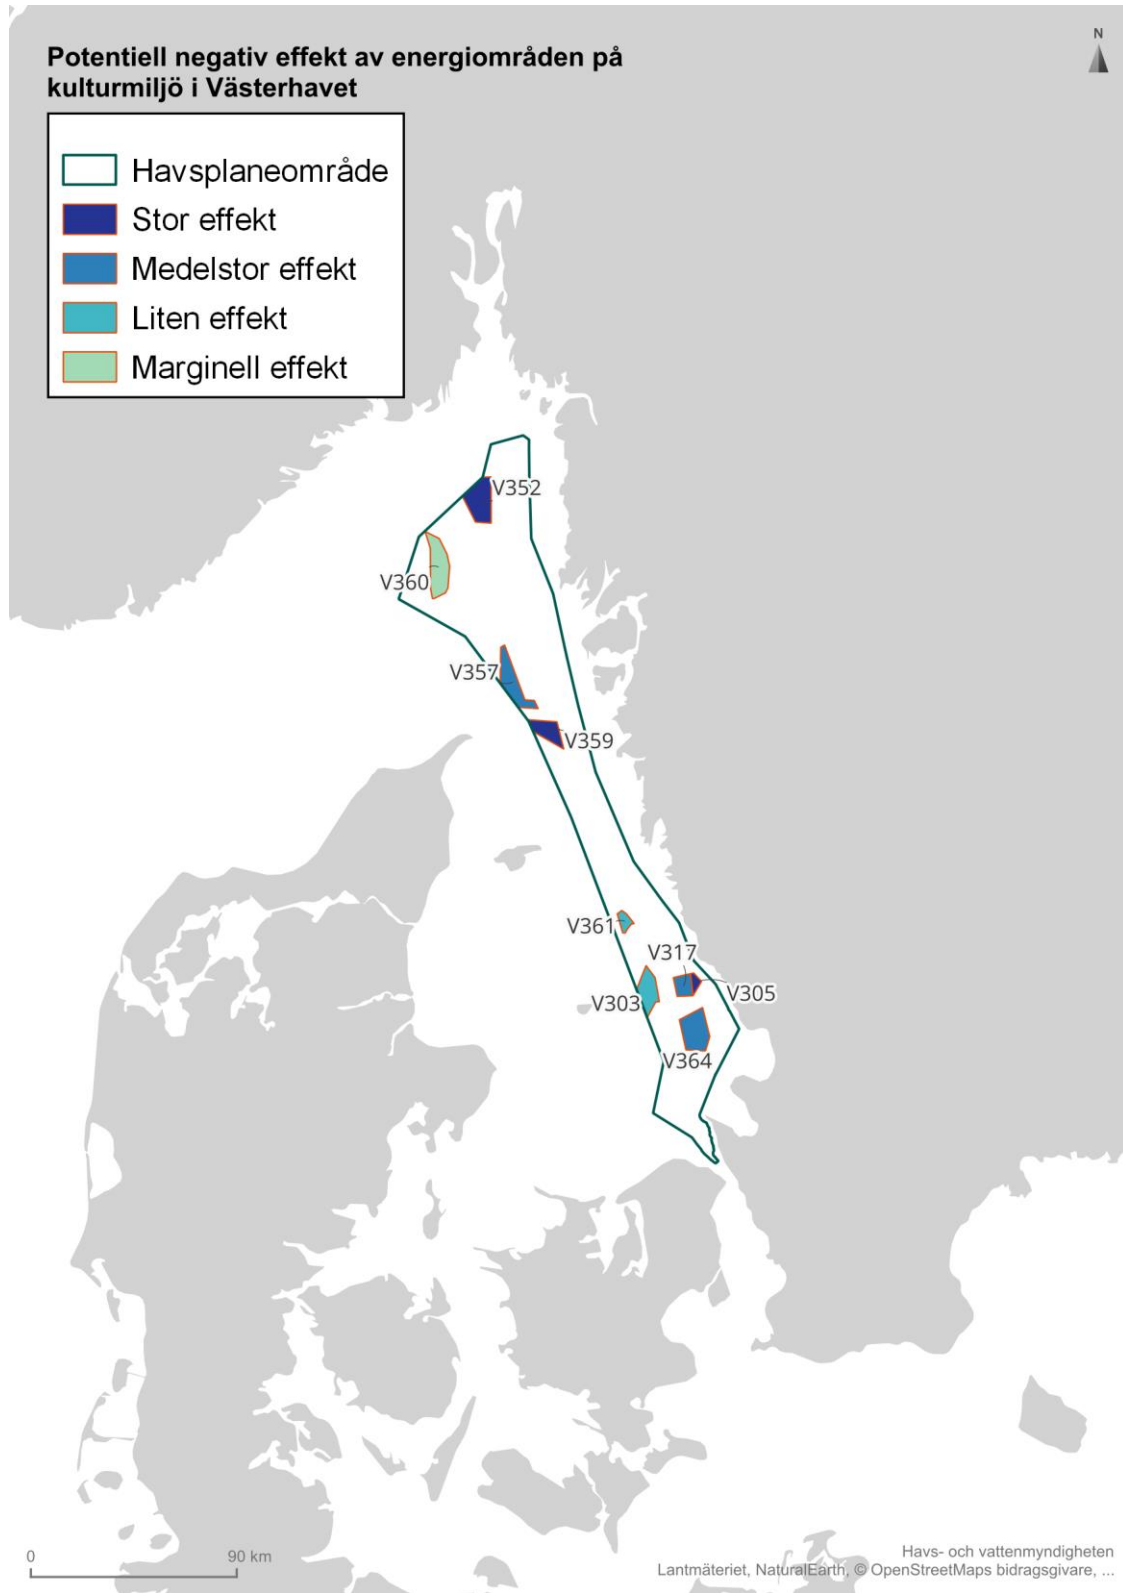 Potentiell negativ effekt av energiområden på
kulturmiljö i Västerhavet
N
Havsplaneområde
Stor effekt
Medelstor effekt
Liten effekt
Marginell effekt
V352
V360
V357
V359
V361
V317
V303
V305
V364
0 90 km
Havs- och vattenmyndigheten
Lantmäteriet, NaturalEarth, © OpenStreetMaps bidragsgivare, ...